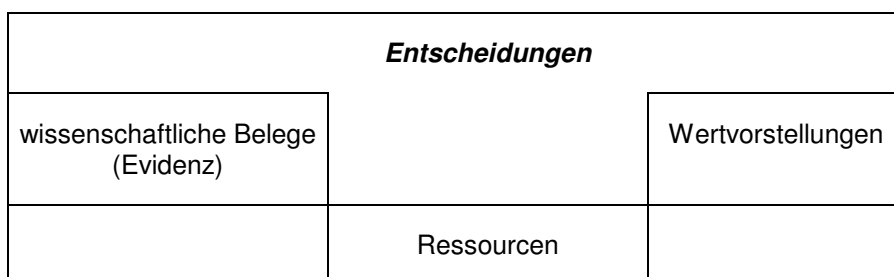 Entscheidungen
wissenschaftliche Belege
(Evidenz)
Wertvorstellungen
Ressourcen